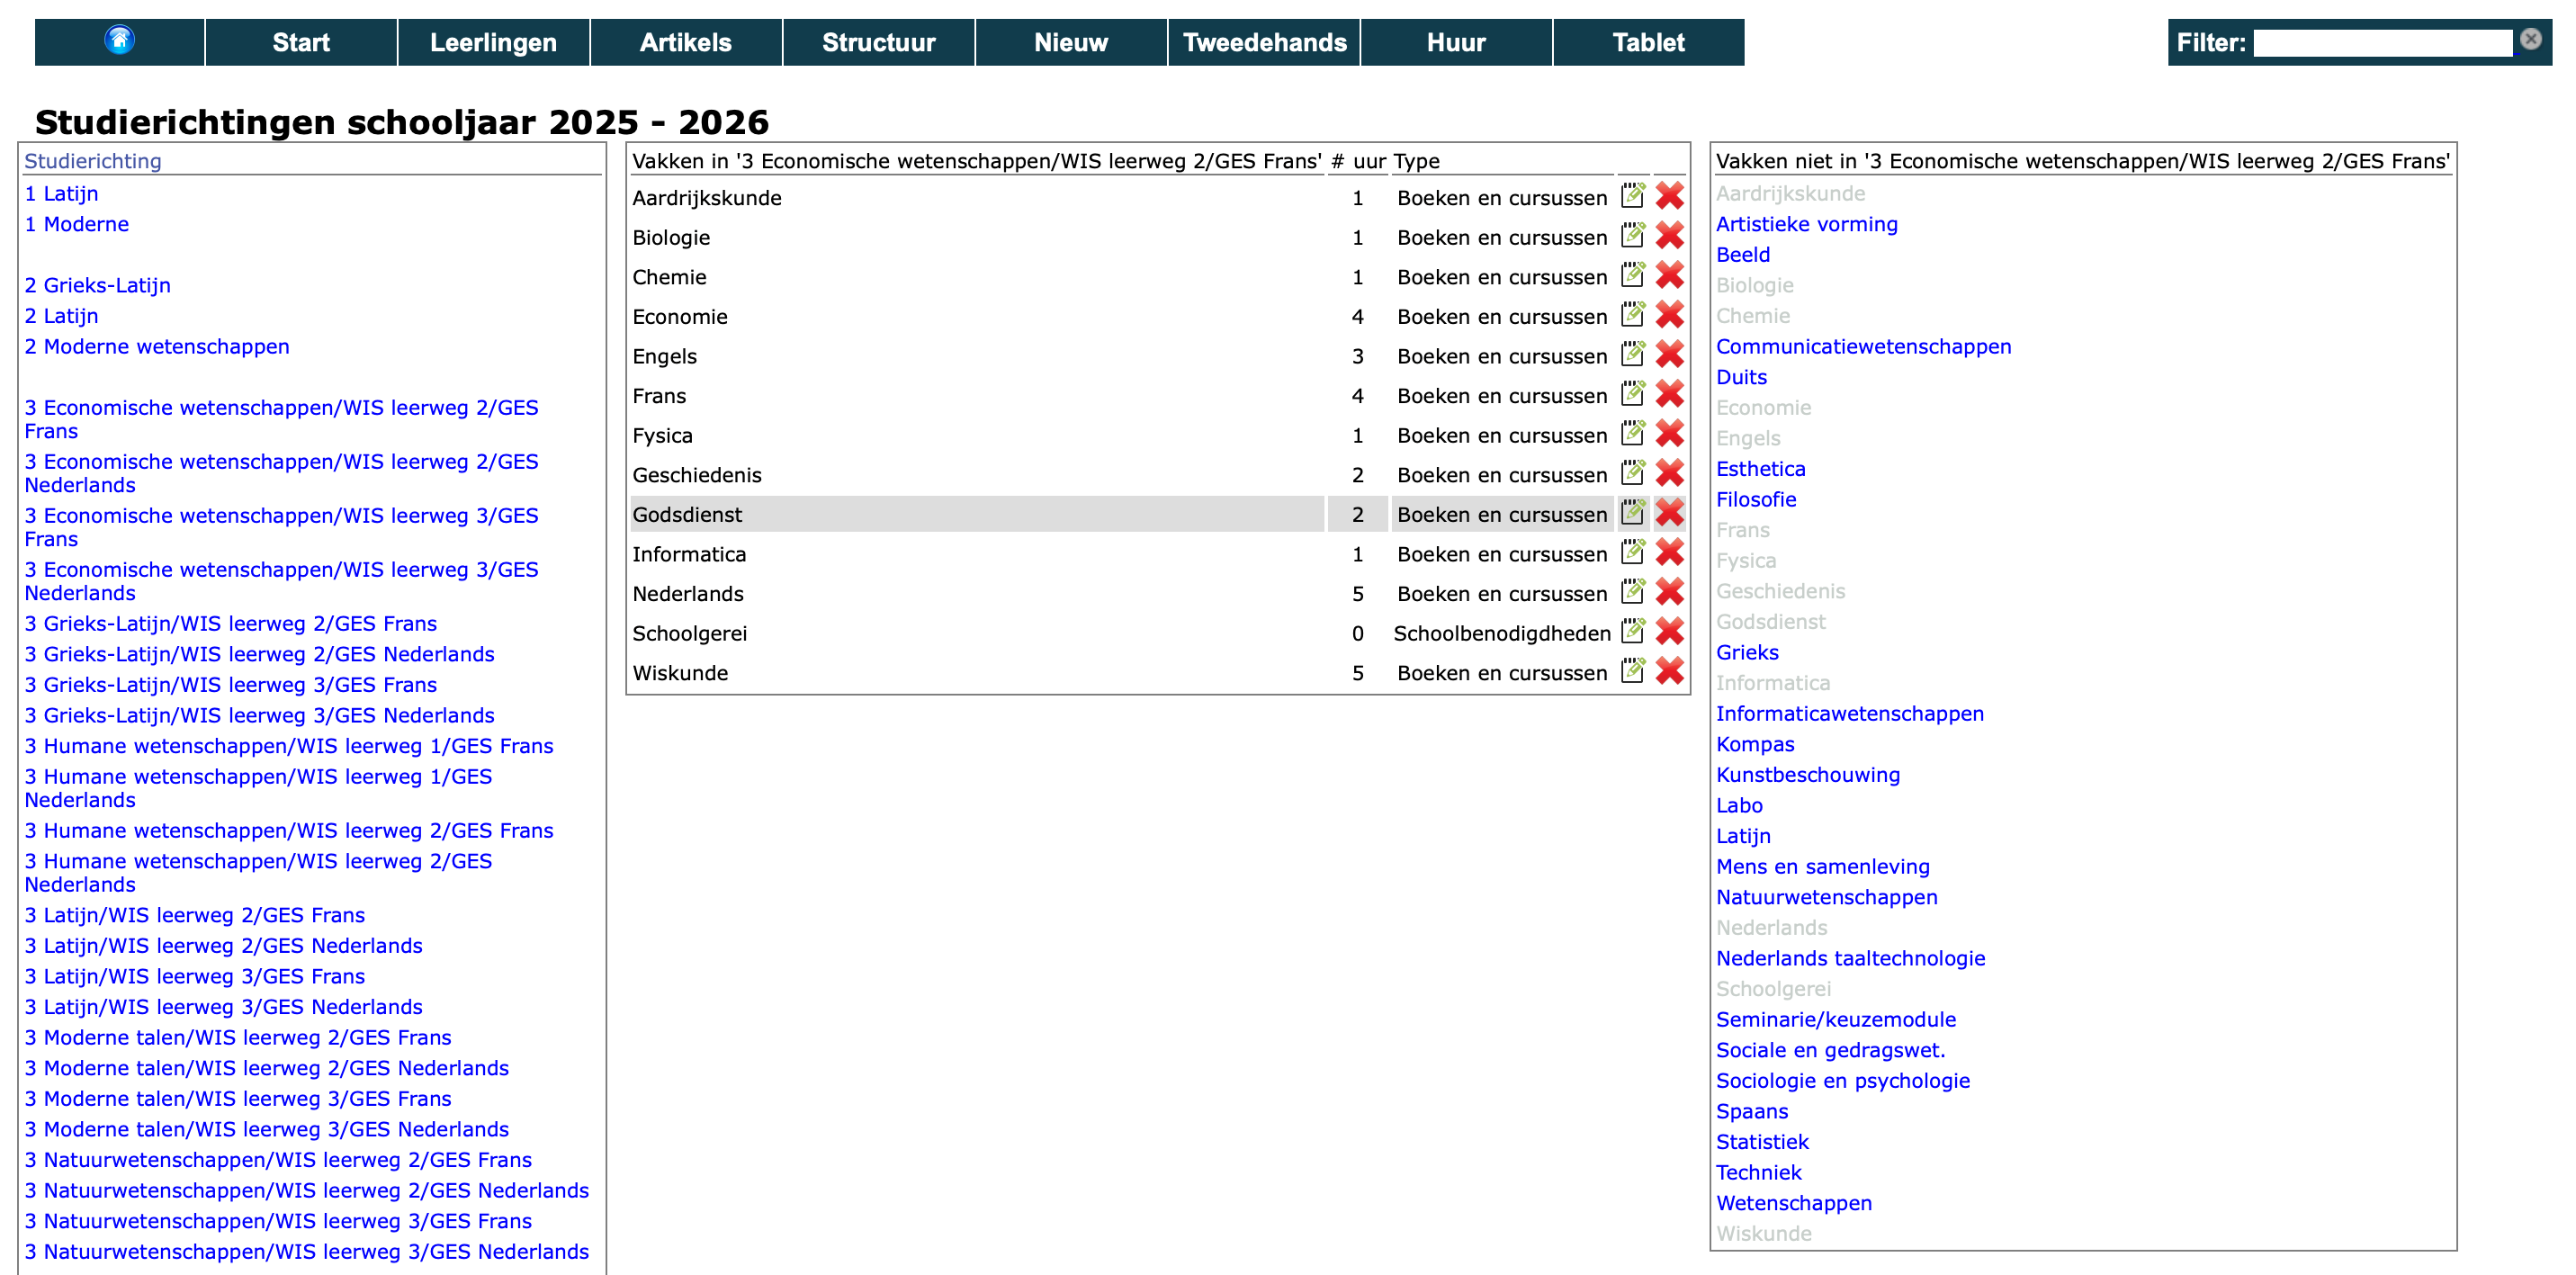 Start Leerlingen Artikels Structuur Nieuw Tweedehands Huur Tablet Filter:
Studierichtingen schooljaar 2025 - 2026
Studierichting
1 Latijn
1 Moderne
2 Grieks-Latijn
2 Latijn
2 Moderne wetenschappen
3 Economische wetenschappen/WIS leerweg 2/GES
Frans
3 Economische wetenschappen/WIS leerweg 2/GES
Nederlands
3 Economische wetenschappen/WIS leerweg 3/GES
Frans
3 Economische wetenschappen/WIS leerweg 3/GES
Nederlands
3 Grieks-Latijn/WIS leerweg 2/GES Frans
3 Grieks-Latijn/WIS leerweg 2/GES Nederlands
3 Grieks-Latijn/WIS leerweg 3/GES Frans
3 Grieks-Latijn/WIS leerweg 3/GES Nederlands
3 Humane wetenschappen/WIS leerweg 1/GES Frans
3 Humane wetenschappen/WIS leerweg 1/GES
Nederlands
3 Humane wetenschappen/WIS leerweg 2/GES Frans
3 Humane wetenschappen/WIS leerweg 2/GES
Nederlands
3 Latijn/WIS leerweg 2/GES Frans
3 Latijn/WIS leerweg 2/GES Nederlands
3 Latijn/WIS leerweg 3/GES Frans
3 Latijn/WIS leerweg 3/GES Nederlands
3 Moderne talen/WIS leerweg 2/GES Frans
3 Moderne talen/WIS leerweg 2/GES Nederlands
3 Moderne talen/WIS leerweg 3/GES Frans
3 Moderne talen/WIS leerweg 3/GES Nederlands
3 Natuurwetenschappen/WIS leerweg 2/GES Frans
3 Natuurwetenschappen/WIS leerweg 2/GES Nederlands
3 Natuurwetenschappen/WIS leerweg 3/GES Frans
3 Natuurwetenschappen/WIS leerweg 3/GES Nederlands
Vakken in '3 Economische wetenschappen/WIS leerweg 2/GES Frans' # uur Type
Aardrijkskunde 1 Boeken en cursussen
Biologie 1 Boeken en cursussen
Chemie 1 Boeken en cursussen
Economie 4 Boeken en cursussen
Engels 3 Boeken en cursussen
Frans 4 Boeken en cursussen
Fysica 1 Boeken en cursussen
Geschiedenis 2 Boeken en cursussen
Godsdienst 2 Boeken en cursussen
Informatica 1 Boeken en cursussen
Nederlands 5 Boeken en cursussen
Schoolgerei 0 Schoolbenodigdheden
Wiskunde 5 Boeken en cursussen
Vakken niet in '3 Economische wetenschappen/WIS leerweg 2/GES Frans'
Aardrijkskunde
Artistieke vorming
Beeld
Biologie
Chemie
Communicatiewetenschappen
Duits
Economie
Engels
Esthetica
Filosofie
Frans
Fysica
Geschiedenis
Godsdienst
Grieks
Informatica
Informaticawetenschappen
Kompas
Kunstbeschouwing
Labo
Latijn
Mens en samenleving
Natuurwetenschappen
Nederlands
Nederlands taaltechnologie
Schoolgerei
Seminarie/keuzemodule
Sociale en gedragswet.
Sociologie en psychologie
Spaans
Statistiek
Techniek
Wetenschappen
Wiskunde